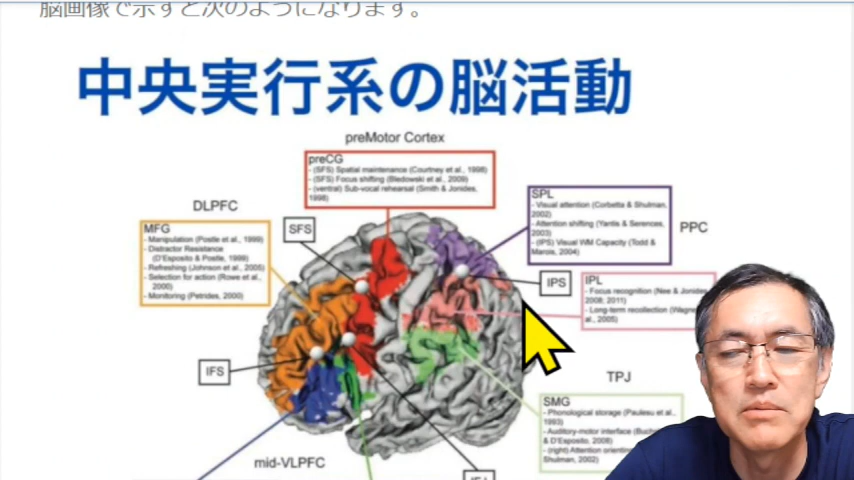 脳画像で示すと次のようになります。
中央実行系の脳活動
preMotor Cortex
preCG
- (SFS) Spatial maintenance (Courtney et al., 1998)
- (SFS) Focus shifting (Bledowski et al., 2009)
- (ventral) Sub-vocal rehearsal (Smith & Jonides,
1998)
DLPFC
MFG
- Manipulation (Postle et al., 1999)
- Distractor Resistance
(D'Esposito & Postle, 1999)
- Refreshing (Johnson et al., 2005)
- Selection for action (Rowe et al.,
2000)
- Monitoring (Petrides, 2000)
SFS
SPL
- Visual attention (Corbetta & Shulman,
2002)
- Attention shifting (Yantis & Serences,
2003)
- (IPS) Visual WM Capacity (Todd &
Marois, 2004)
PPC
IPS
IPL
- Focus recognition (Nee & Jonides,
2008; 2011)
- Long-term recollection
al., 2005)
IFS
TPJ
SMG
- Phonological storage (Paulesu et al.,
1993)
- Auditory-motor interface
& D'Esposito, 2008)
- (right) Attention
Shulman, 2002)
mid-VLPFC